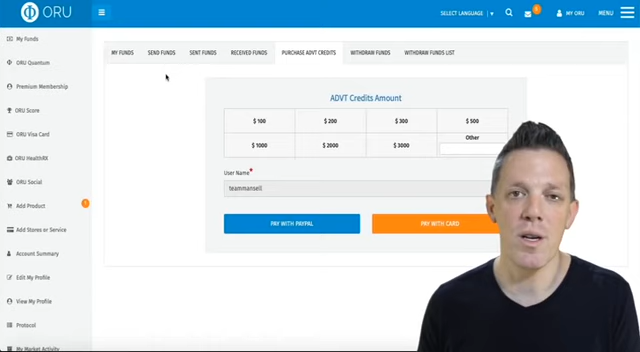 ORU
SELECT LANGUAGE
MY ORU
MENU
My Funds
ORU Quantum
Premium Membership
ORU Score
ORU Visa Card
ORU HealthRX
ORU Social
Add Product
Add Stores or Service
Account Summary
Edit My Profile
View My Profile
Protocol
My Market Activity
MY FUNDS
SEND FUNDS
SENT FUNDS
RECEIVED FUNDS
PURCHASE ADVT CREDITS
WITHDRAW FUNDS
WITHDRAW FUNDS LIST
ADVT Credits Amount
$ 100
$ 200
$ 300
$ 500
$ 1000
$ 2000
$ 3000
Other
User Name*
teammansell
PAY WITH PAYPAL
PAY WITH CARD